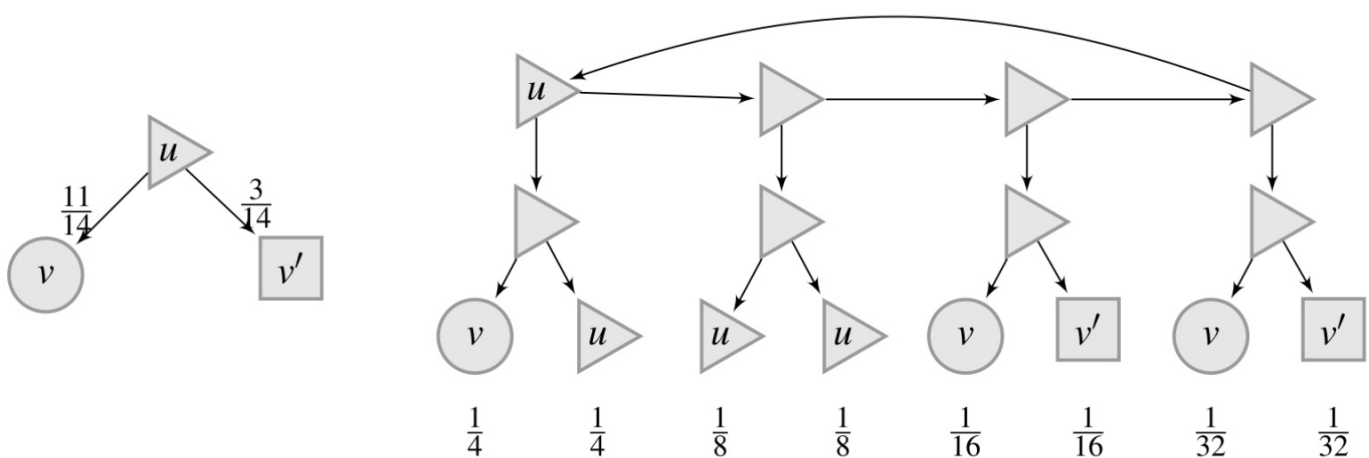 u
u
11/14 3/14
v v′
v u u u v v′ v v′
1/4 1/4 1/8 1/8 1/16 1/16 1/32 1/32